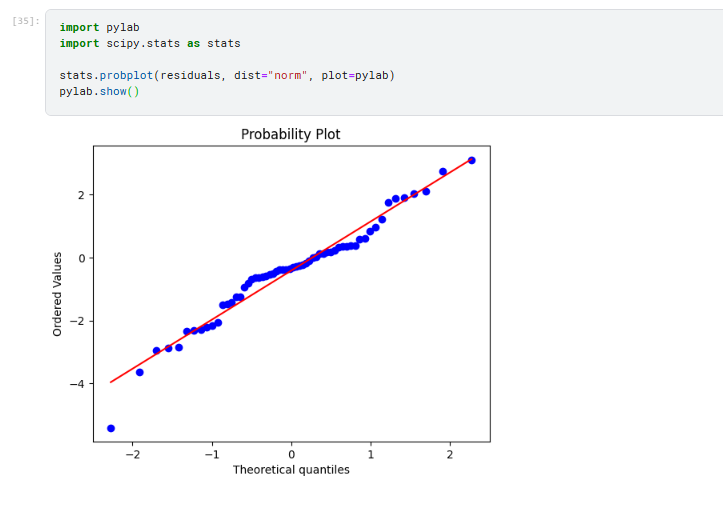 [35]:
import pylab
import scipy.stats as stats
stats.probplot(residuals, dist="norm", plot=pylab)
pylab.show()
Probability Plot
2
0
−2
−4
Ordered Values
−2 −1 0 1 2
Theoretical quantiles